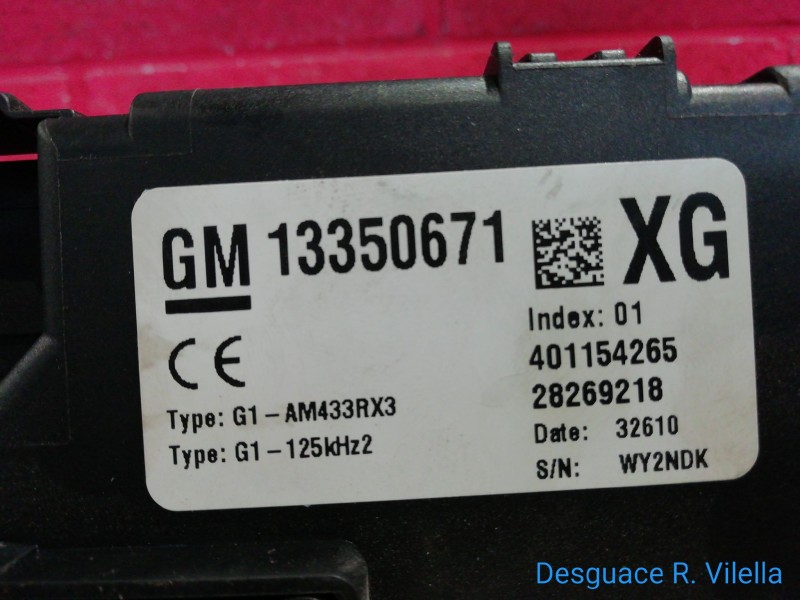 GM 13350671 XG
Index: 01
401154265
28269218
Type: G1-AM433RX3
Type: G1-125kHz2
Date: 32610
S/N: WY2NDK
CE
Desguace R. Vilella